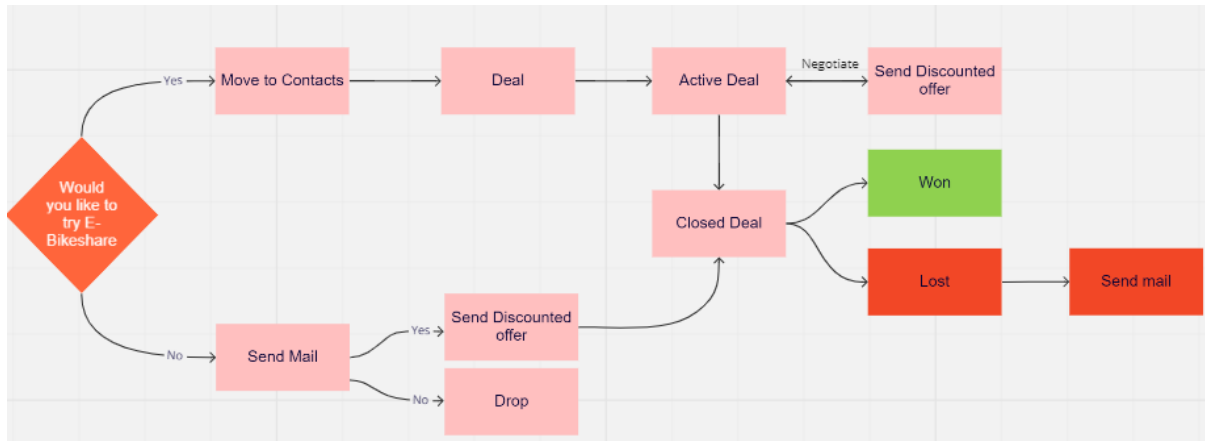 Yes
Move to Contacts
Deal
Active Deal
Negotiate
Send Discounted
offer
Would
you like to
try E-
Bikeshare
Won
Closed Deal
Lost
Send mail
No
Send Mail
Yes
Send Discounted
offer
No
Drop